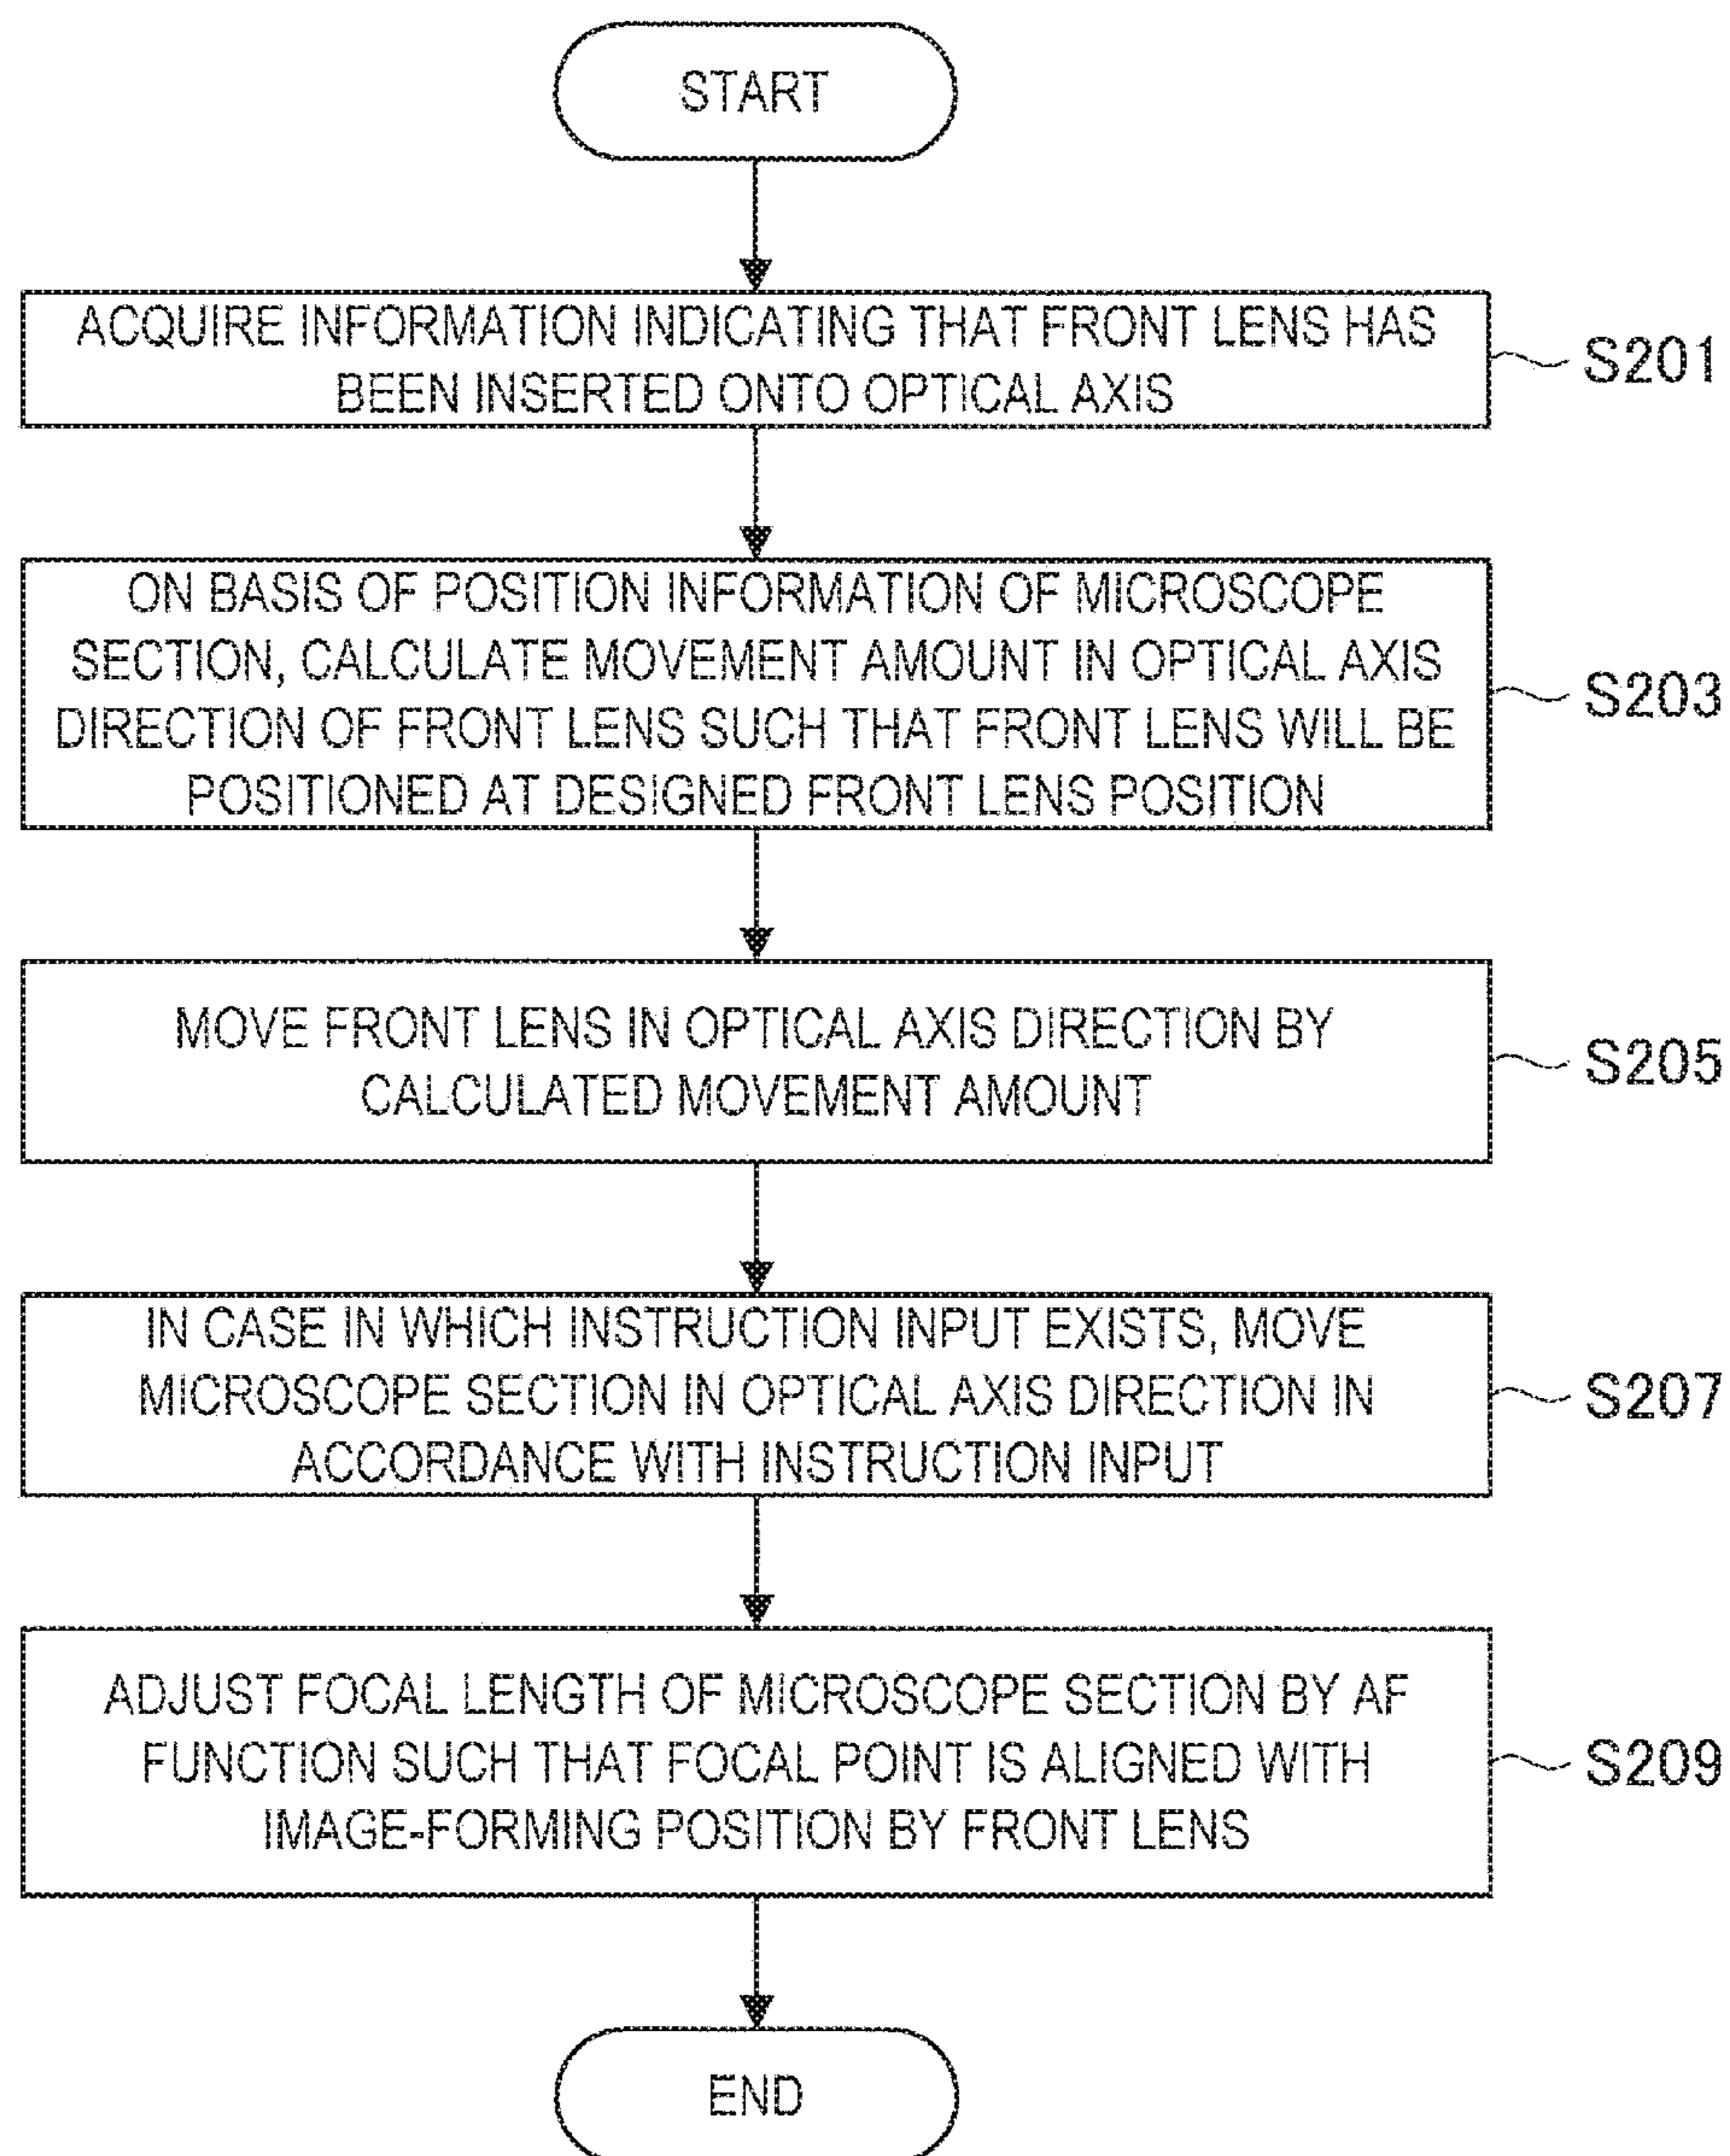 START
ACQUIRE INFORMATION INDICATING THAT FRONT LENS HAS
BEEN INSERTED ONTO OPTICAL AXIS
S201
ON BASIS OF POSITION INFORMATION OF MICROSCOPE
SECTION, CALCULATE MOVEMENT AMOUNT IN OPTICAL AXIS
DIRECTION OF FRONT LENS SUCH THAT FRONT LENS WILL BE
POSITIONED AT DESIGNED FRONT LENS POSITION
S203
MOVE FRONT LENS IN OPTICAL AXIS DIRECTION BY
CALCULATED MOVEMENT AMOUNT
S205
IN CASE IN WHICH INSTRUCTION INPUT EXISTS, MOVE
MICROSCOPE SECTION IN OPTICAL AXIS DIRECTION IN
ACCORDANCE WITH INSTRUCTION INPUT
S207
ADJUST FOCAL LENGTH OF MICROSCOPE SECTION BY AF
FUNCTION SUCH THAT FOCAL POINT IS ALIGNED WITH
IMAGE-FORMING POSITION BY FRONT LENS
S209
END